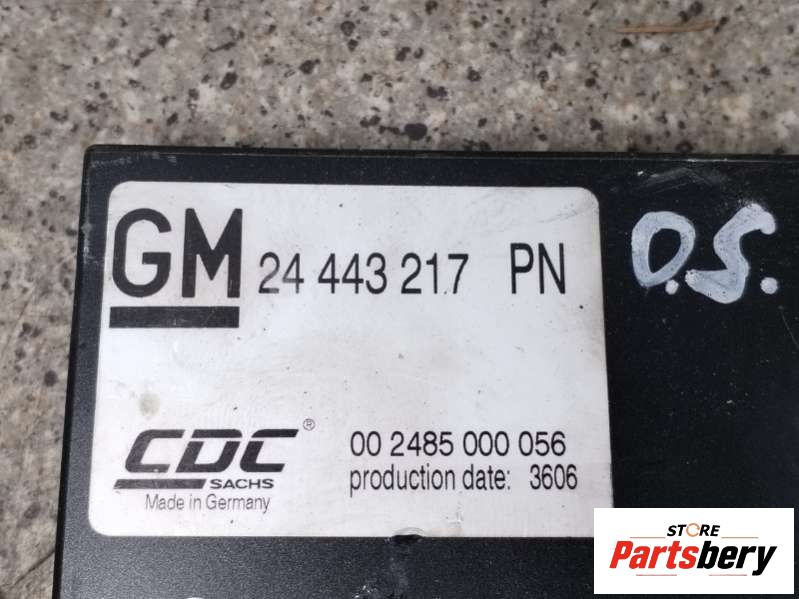 GM 24 443 217 PN
O.S.
CDC®
SACHS
Made in Germany
00 2485 000 056
production date: 3606
STORE
Partsbery